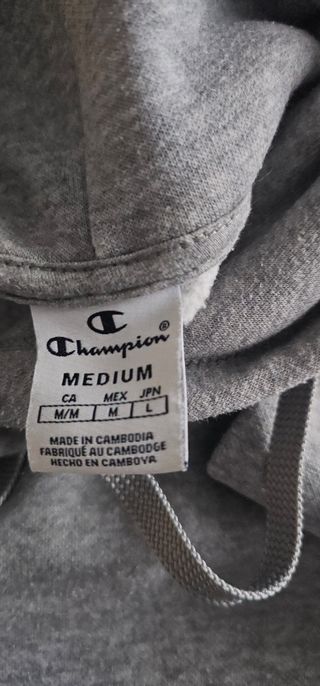 Champion®
MEDIUM
CA MEX JPN
M/M M L
MADE IN CAMBODIA
FABRIQUÉ AU CAMBODGE
HECHO EN CAMBOYA